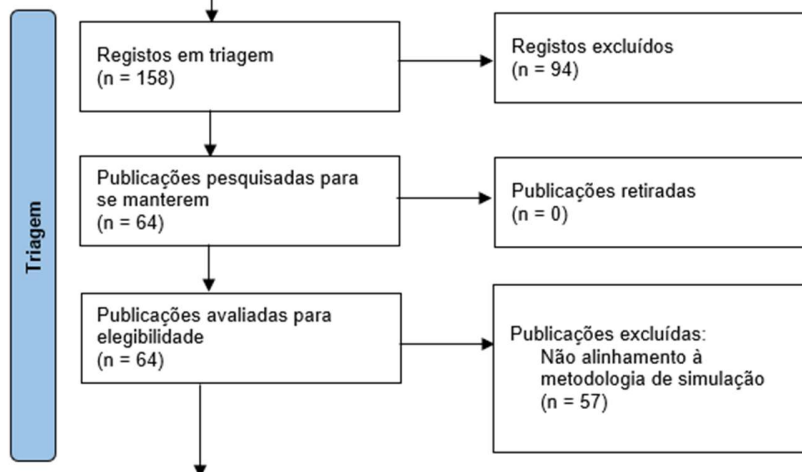 Triagem
Registos em triagem
(n = 158)
Registos excluídos
(n = 94)
Publicações pesquisadas para
se manterem
(n = 64)
Publicações retiradas
(n = 0)
Publicações avaliadas para
elegibilidade
(n = 64)
Publicações excluídas:
Não alinhamento à
metodologia de simulação
(n = 57)